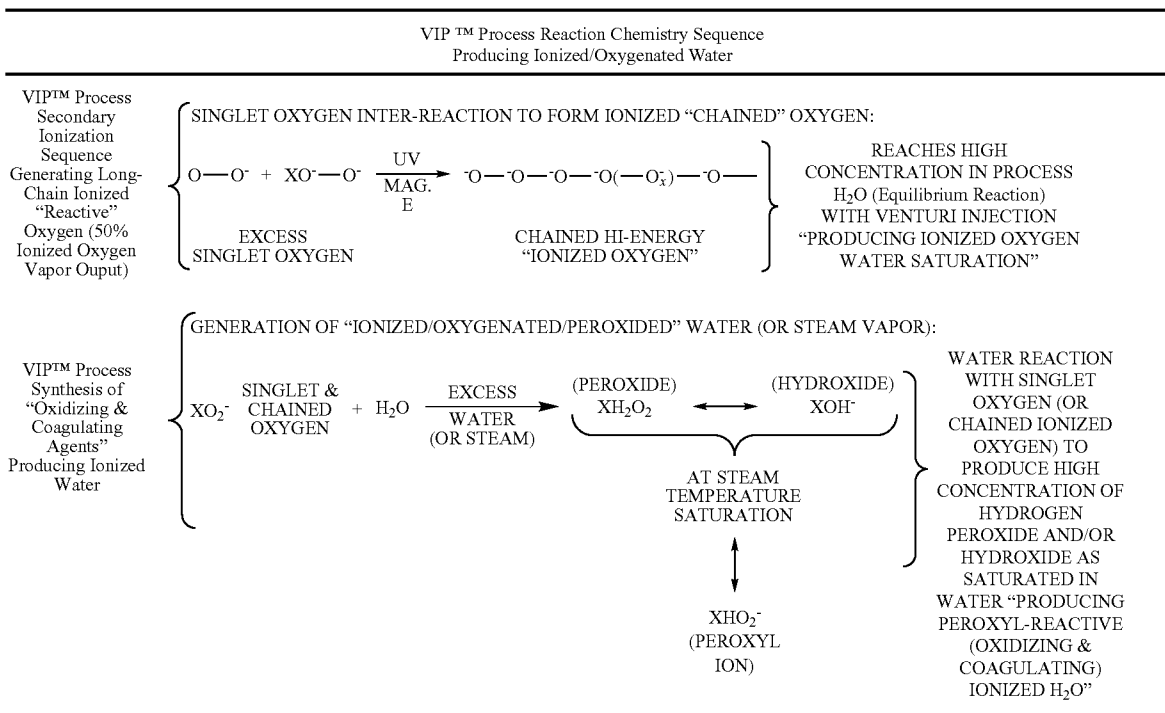 VIP ™ Process Reaction Chemistry Sequence
Producing Ionized/Oxygenated Water
VIP™ Process
Secondary
Ionization
Sequence
Generating Long-
Chain Ionized
“Reactive”
Oxygen (50%
Ionized Oxygen
Vapor Ouput)
SINGLET OXYGEN INTER-REACTION TO FORM IONIZED “CHAINED” OXYGEN:
O—O⁻ + XO⁻—O⁻
UV
MAG.
E
⁻O—⁻O—⁻O—⁻O(—Oₓ⁻)—⁻O—
EXCESS
SINGLET OXYGEN
CHAINED HI-ENERGY
“IONIZED OXYGEN”
REACHES HIGH
CONCENTRATION IN PROCESS
H₂O (Equilibrium Reaction)
WITH VENTURI INJECTION
“PRODUCING IONIZED OXYGEN
WATER SATURATION”
VIP™ Process
Synthesis of
“Oxidizing &
Coagulating
Agents”
Producing Ionized
Water
GENERATION OF “IONIZED/OXYGENATED/PEROXIDED” WATER (OR STEAM VAPOR):
XO₂⁻
SINGLET &
CHAINED
OXYGEN
+ H₂O
EXCESS
WATER
(OR STEAM)
(PEROXIDE)
XH₂O₂
(HYDROXIDE)
XOH⁻
AT STEAM
TEMPERATURE
SATURATION
XHO₂⁻
(PEROXYL
ION)
WATER REACTION
WITH SINGLET
OXYGEN (OR
CHAINED IONIZED
OXYGEN) TO
PRODUCE HIGH
CONCENTRATION OF
HYDROGEN
PEROXIDE AND/OR
HYDROXIDE AS
SATURATED IN
WATER “PRODUCING
PEROXYL-REACTIVE
(OXIDIZING &
COAGULATING)
IONIZED H₂O”